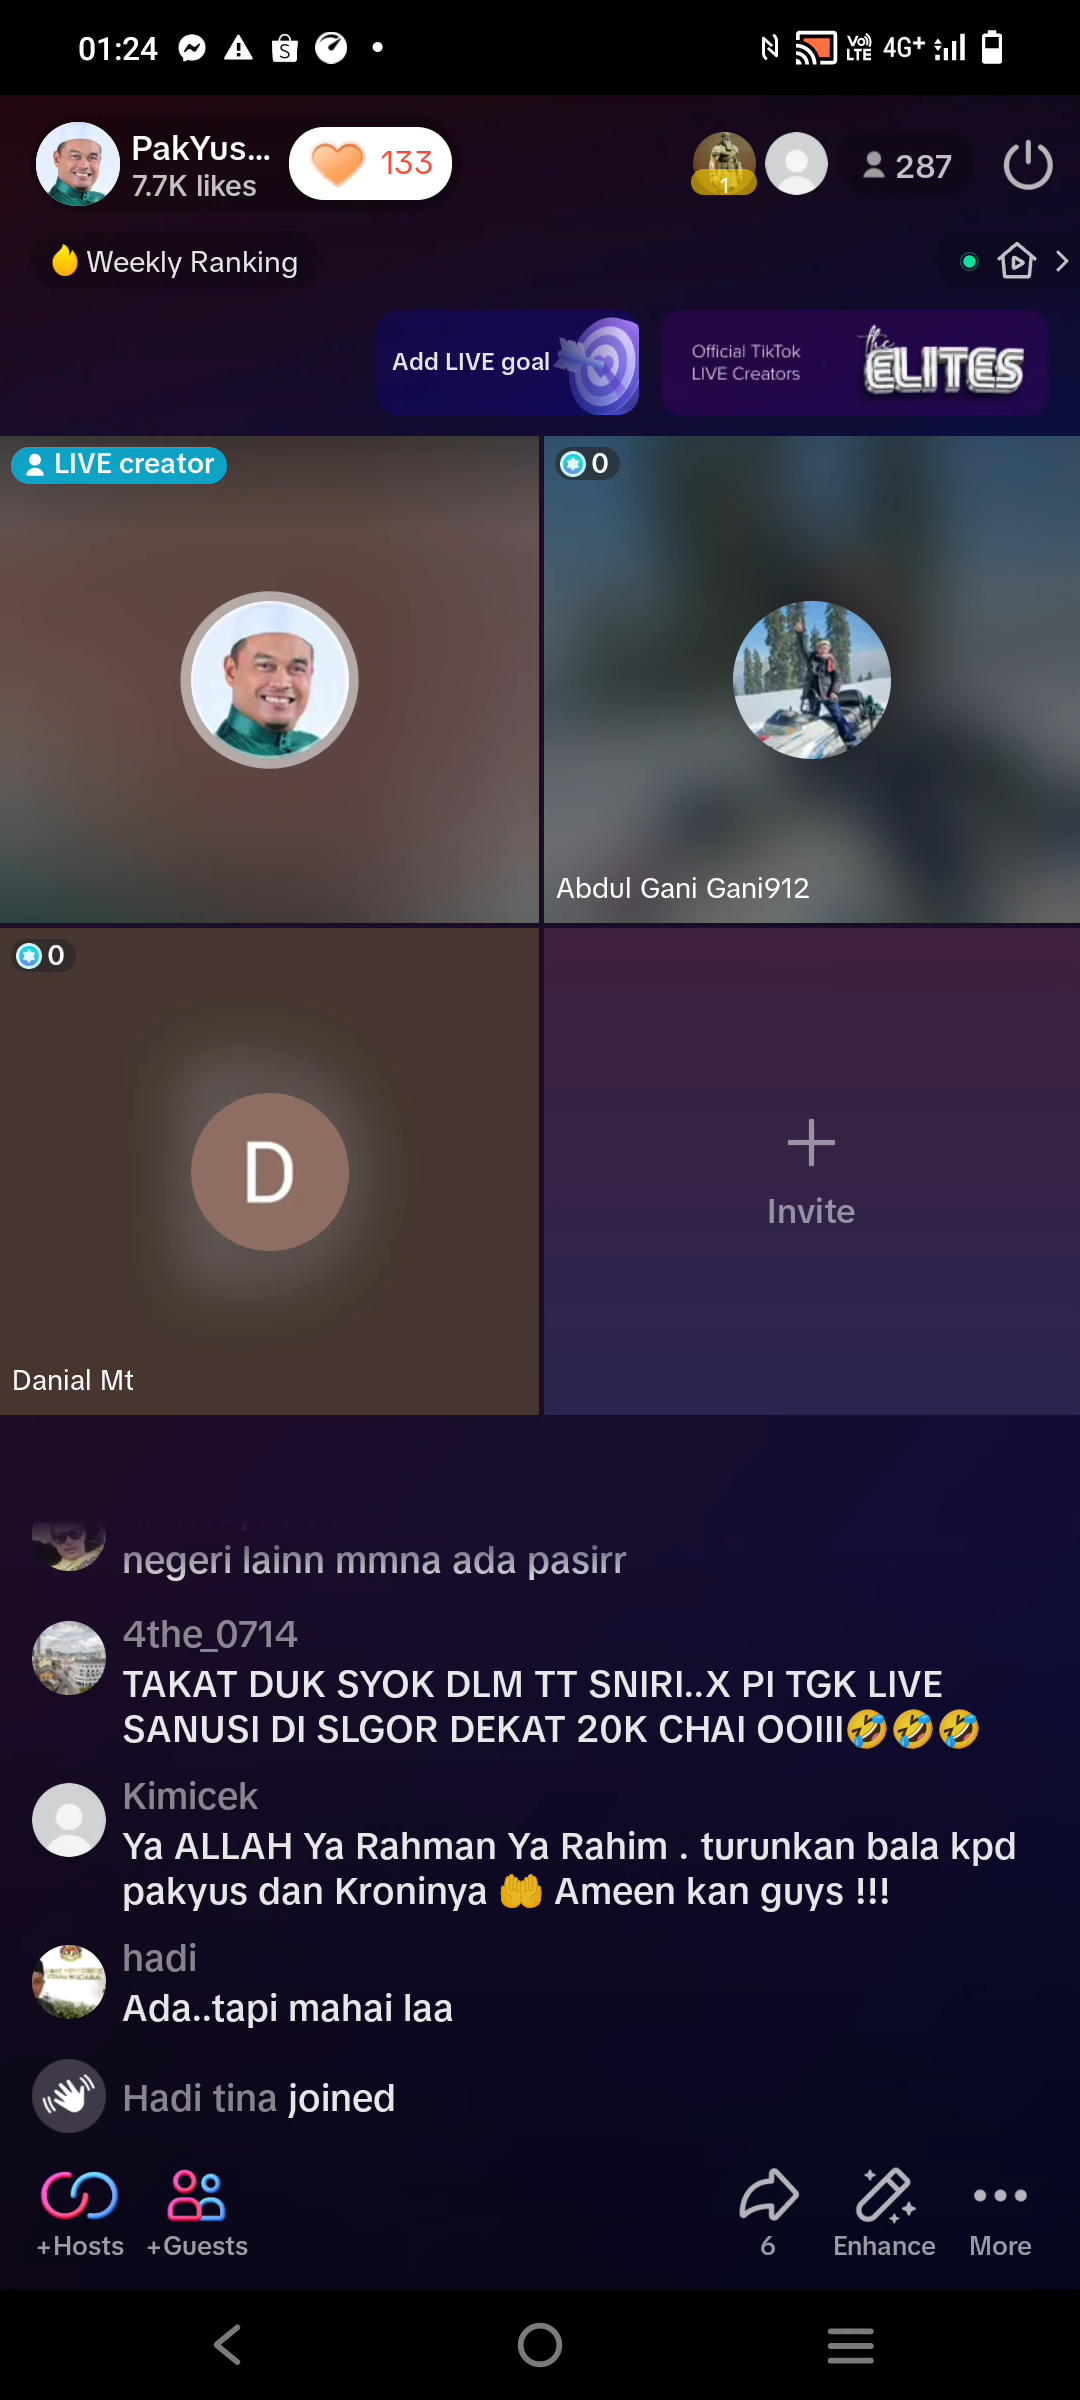 01:24
VoLTE 4G+
PakYus...
7.7K likes
133
1
287
Weekly Ranking
Add LIVE goal
Official TikTok
LIVE Creators
the
ELITES
LIVE creator
0
Abdul Gani Gani912
0
D
Danial Mt
Invite
negeri lainn mmna ada pasirr
4the_0714
TAKAT DUK SYOK DLM TT SNIRI..X PI TGK LIVE
SANUSI DI SLGOR DEKAT 20K CHAI OOIII🤣🤣🤣
Kimicek
Ya ALLAH Ya Rahman Ya Rahim . turunkan bala kpd
pakyus dan Kroninya 🤲 Ameen kan guys !!!
hadi
Ada..tapi mahai laa
Hadi tina joined
+Hosts
+Guests
6
Enhance
More